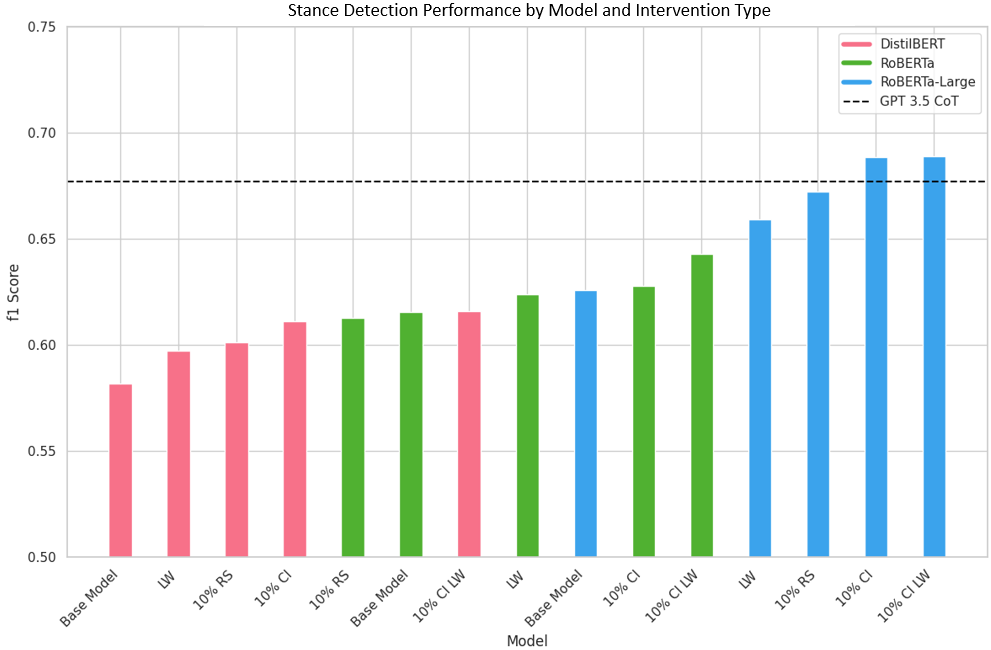 Stance Detection Performance by Model and Intervention Type
DistilBERT
RoBERTa
RoBERTa-Large
GPT 3.5 CoT
f1 Score
0.75
0.70
0.65
0.60
0.55
0.50
Base Model
LW
10% RS
10% CI
10% RS
Base Model
10% CI LW
LW
Base Model
10% CI
10% CI LW
LW
10% RS
10% CI
10% CI LW
Model